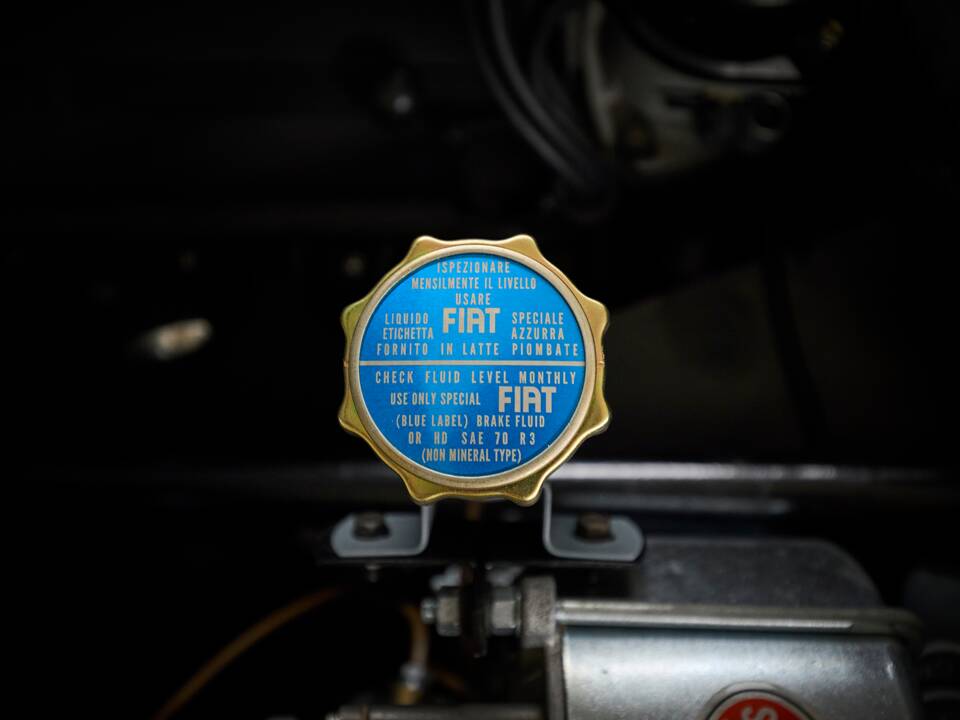 ISPEZIONARE
MENSILMENTE IL LIVELLO
USARE
LIQUIDO FIAT SPECIALE
ETICHETTA AZZURRA
FORNITO IN LATTE PIOMBATE
CHECK FLUID LEVEL MONTHLY
USE ONLY SPECIAL FIAT
(BLUE LABEL) BRAKE FLUID
OR HD SAE 70 R3
(NON MINERAL TYPE)